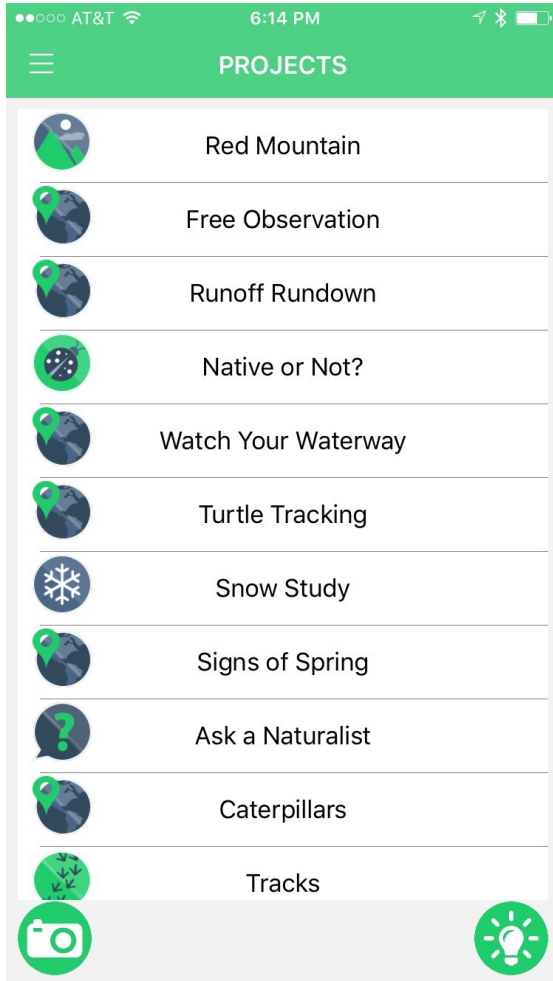 AT&T 6:14 PM
PROJECTS
Red Mountain
Free Observation
Runoff Rundown
Native or Not?
Watch Your Waterway
Turtle Tracking
Snow Study
Signs of Spring
?
Ask a Naturalist
Caterpillars
Tracks